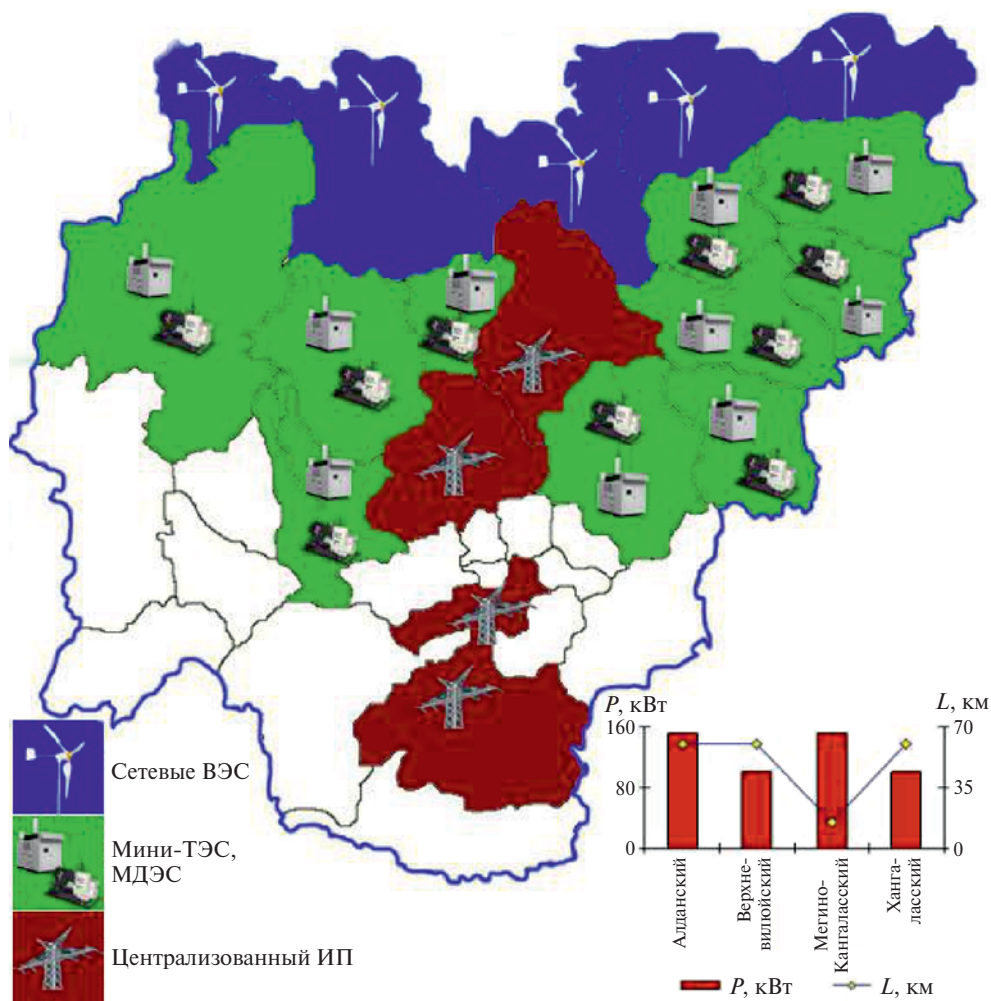 P, кВт
L, км
160
80
0
70
35
0
Алданский
Верхне-
вилюйский
Мегино-
Кангаласский
Ханга-
ласский
P, кВт
L, км
Сетевые ВЭС
Мини-ТЭС,
МДЭС
Централизованный ИП